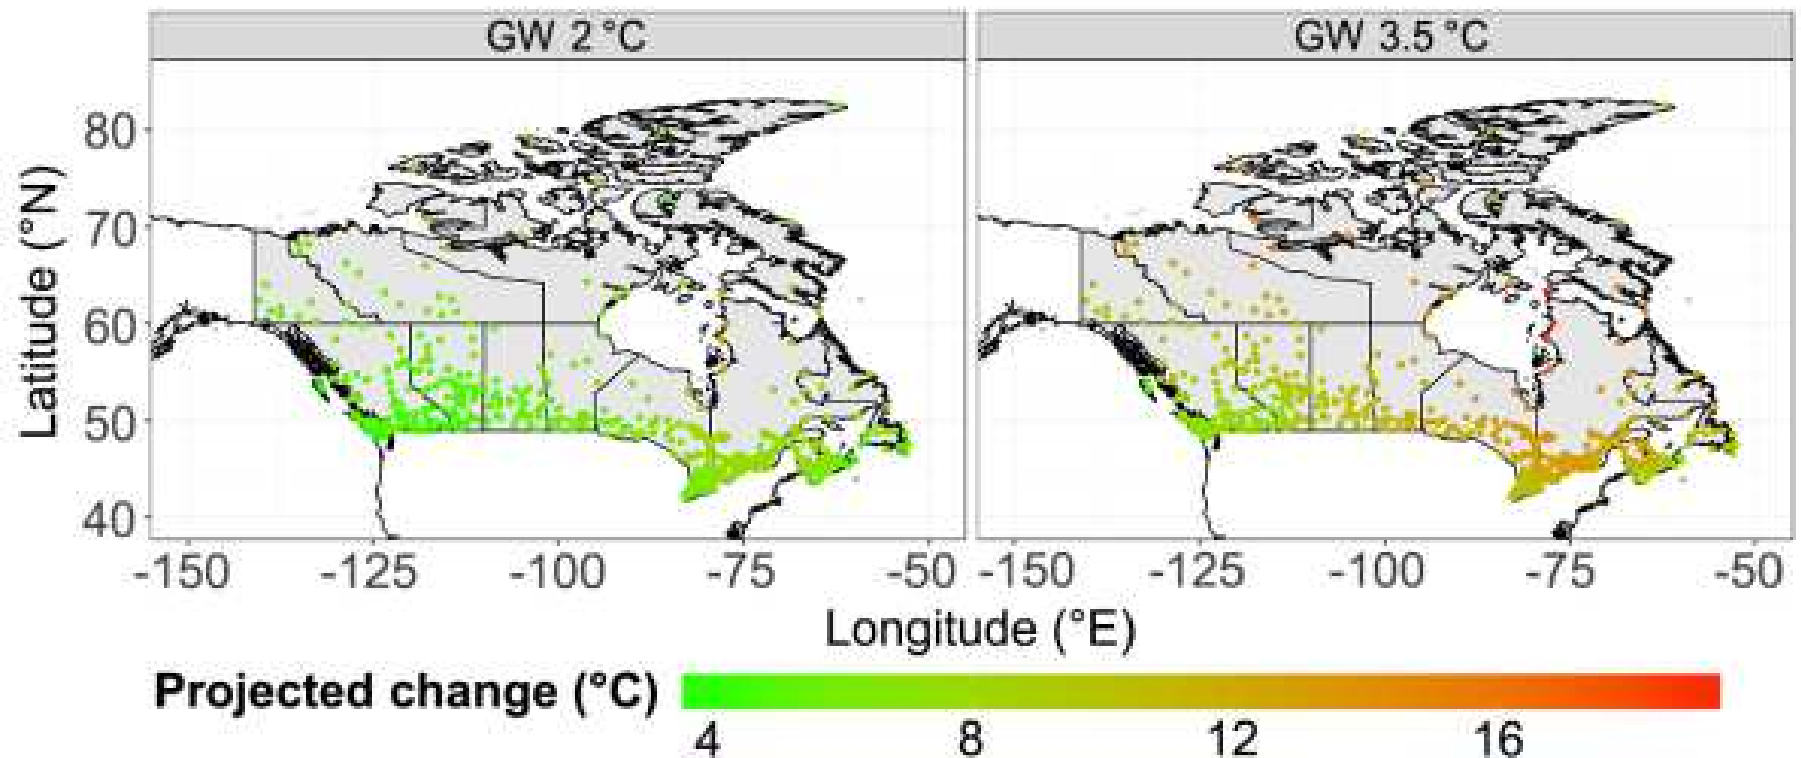 GW 2 °C GW 3.5 °C
80
70
60
50
40
Latitude (°N)
-150 -125 -100 -75 -50 -150 -125 -100 -75 -50
Longitude (°E)
Projected change (°C)
4 8 12 16